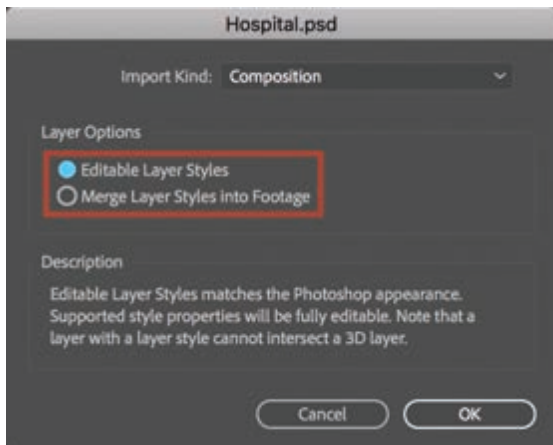 Hospital.psd
Import Kind: Composition
Layer Options
Editable Layer Styles
Merge Layer Styles into Footage
Description
Editable Layer Styles matches the Photoshop appearance.
Supported style properties will be fully editable. Note that a
layer with a layer style cannot intersect a 3D layer.
Cancel OK